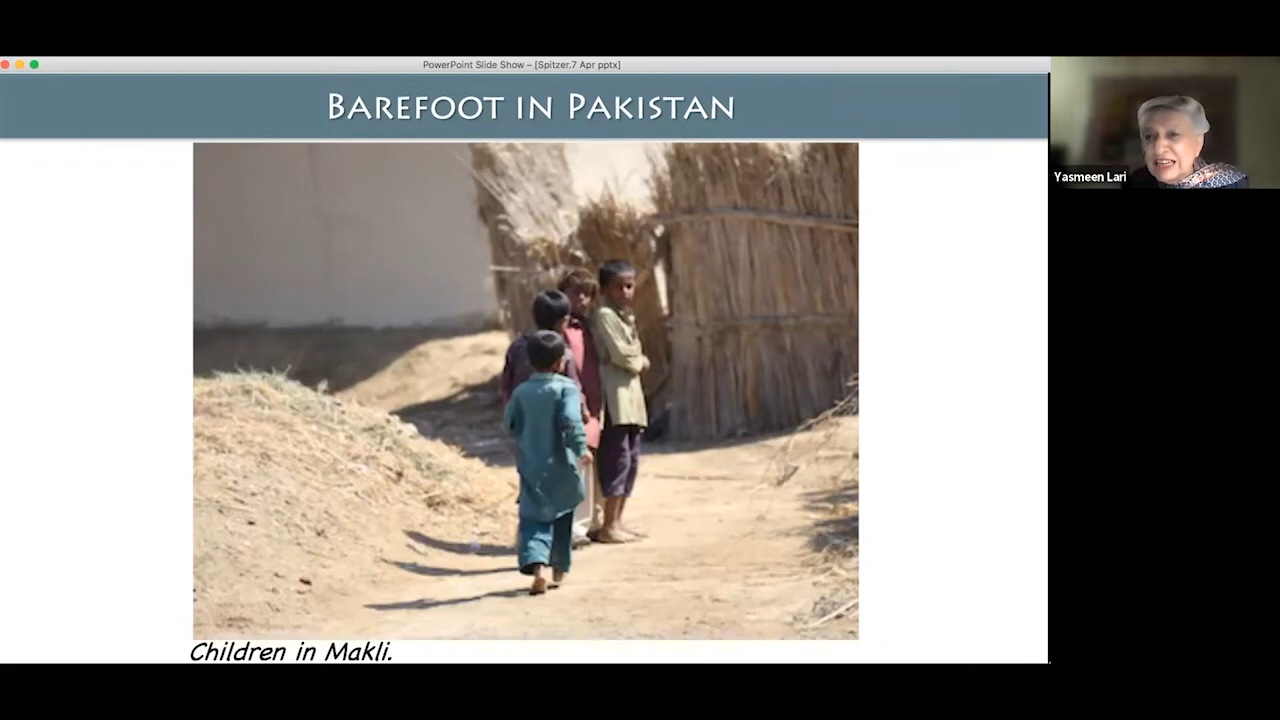 PowerPoint Slide Show – [Spitzer.7 Apr pptx]
Barefoot in Pakistan
Yasmeen Lari
Children in Makli.